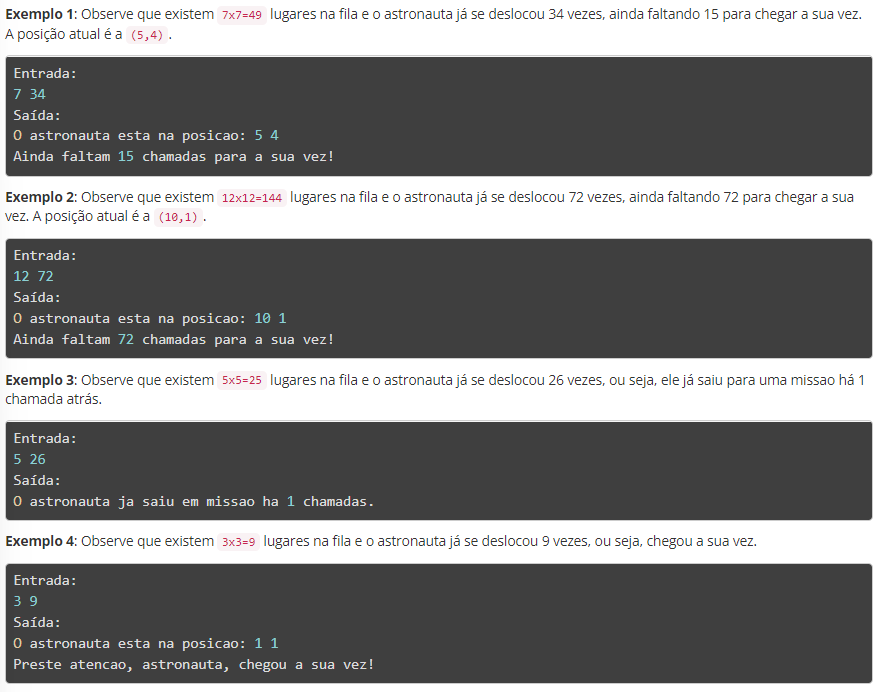 Exemplo 1: Observe que existem 7x7=49 lugares na fila e o astronauta já se deslocou 34 vezes, ainda faltando 15 para chegar a sua vez.
A posição atual é a (5,4) .
Entrada:
7 34
Saída:
O astronauta esta na posicao: 5 4
Ainda faltam 15 chamadas para a sua vez!
Exemplo 2: Observe que existem 12x12=144 lugares na fila e o astronauta já se deslocou 72 vezes, ainda faltando 72 para chegar a sua
vez. A posição atual é a (10,1) .
Entrada:
12 72
Saída:
O astronauta esta na posicao: 10 1
Ainda faltam 72 chamadas para a sua vez!
Exemplo 3: Observe que existem 5x5=25 lugares na fila e o astronauta já se deslocou 26 vezes, ou seja, ele já saiu para uma missao há 1
chamada atrás.
Entrada:
5 26
Saída:
O astronauta ja saiu em missao ha 1 chamadas.
Exemplo 4: Observe que existem 3x3=9 lugares na fila e o astronauta já se deslocou 9 vezes, ou seja, chegou a sua vez.
Entrada:
3 9
Saída:
O astronauta esta na posicao: 1 1
Preste atencao, astronauta, chegou a sua vez!